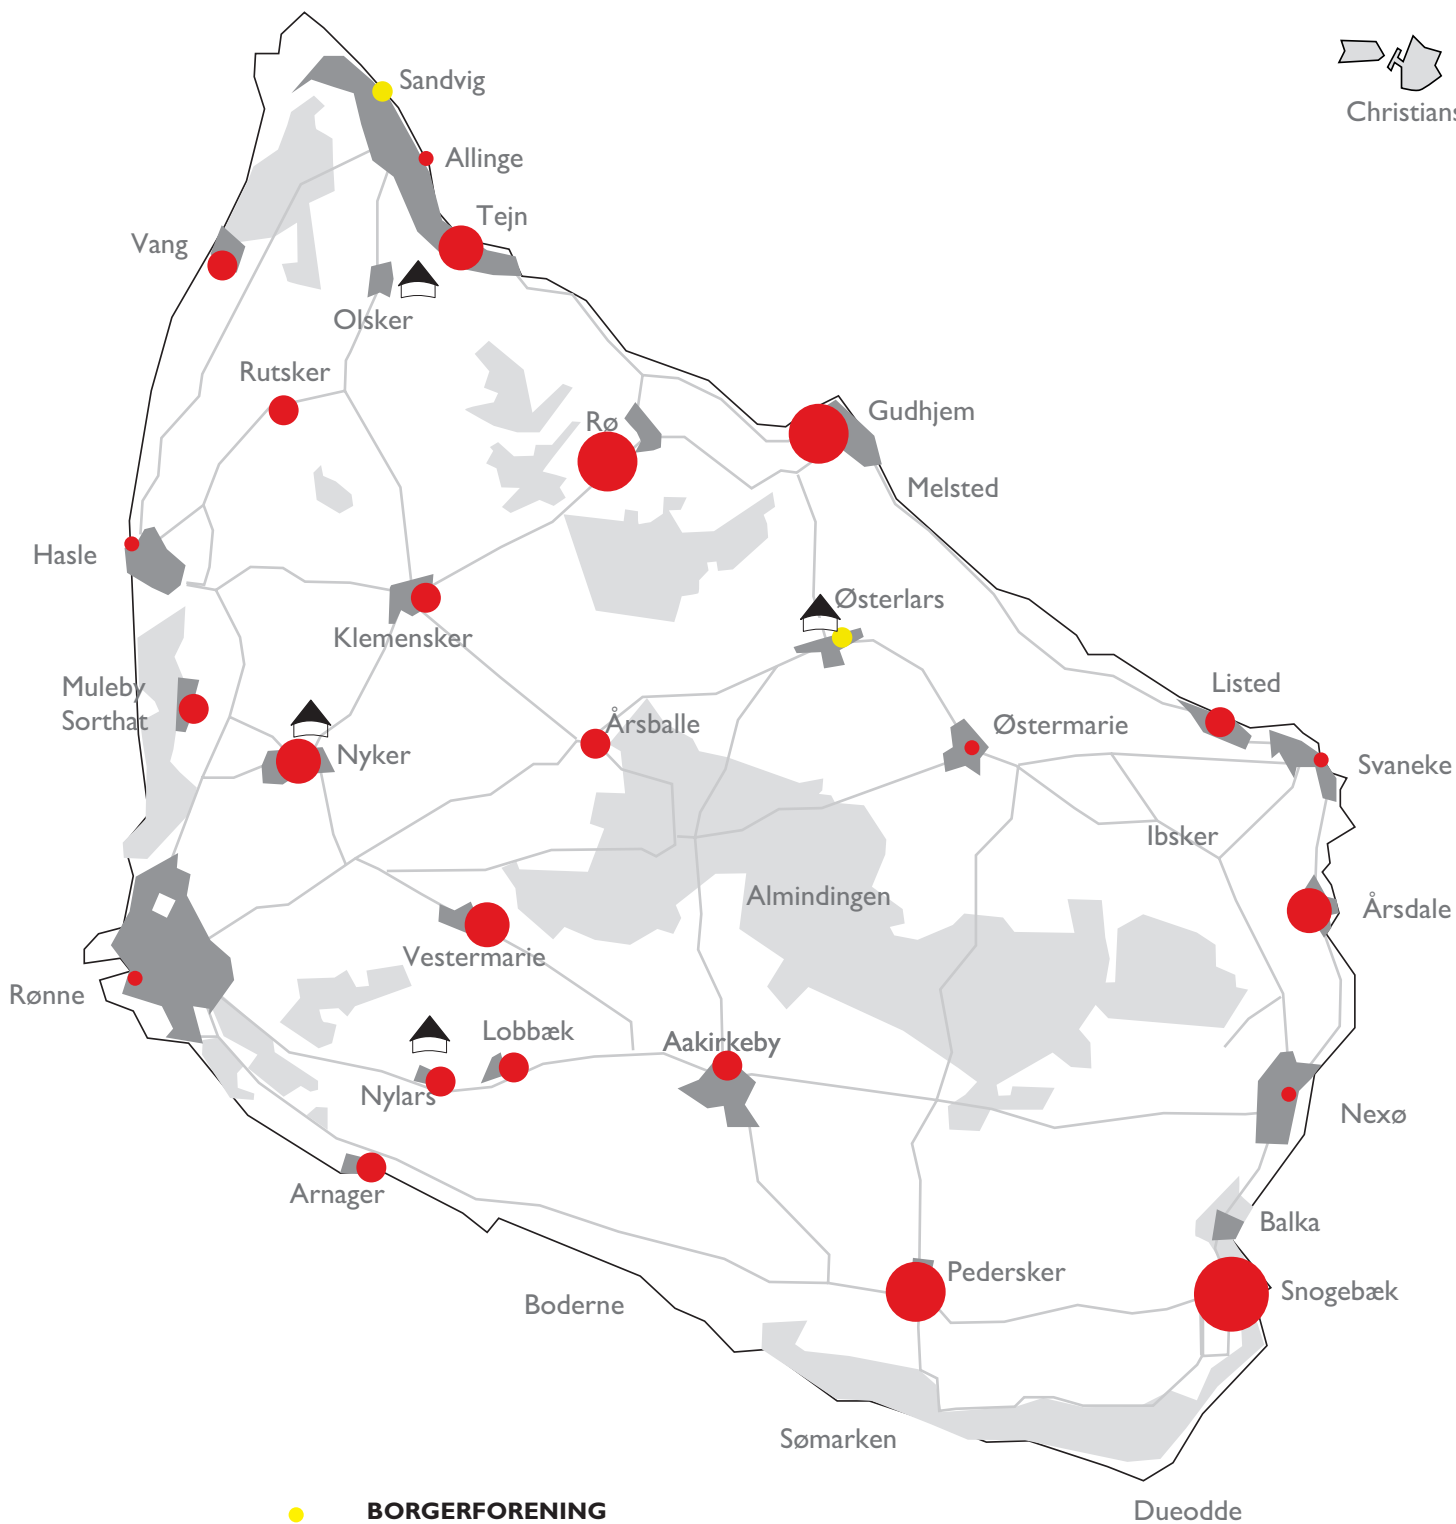 Sandvig
Christians
Allinge
Tejn
Vang
Olsker
Rutsker
Gudhjem
Rø
Melsted
Hasle
Østerlars
Klemensker
Muleby
Sorthat
Listed
Årsballe
Østermarie
Nyker
Svaneke
Ibsker
Almindingen
Årsdale
Vestermarie
Rønne
Lobbæk
Aakirkeby
Nylars
Nexø
Arnager
Balka
Pedersker
Snogebæk
Boderne
Sømarken
Dueodde
BORGERFORENING